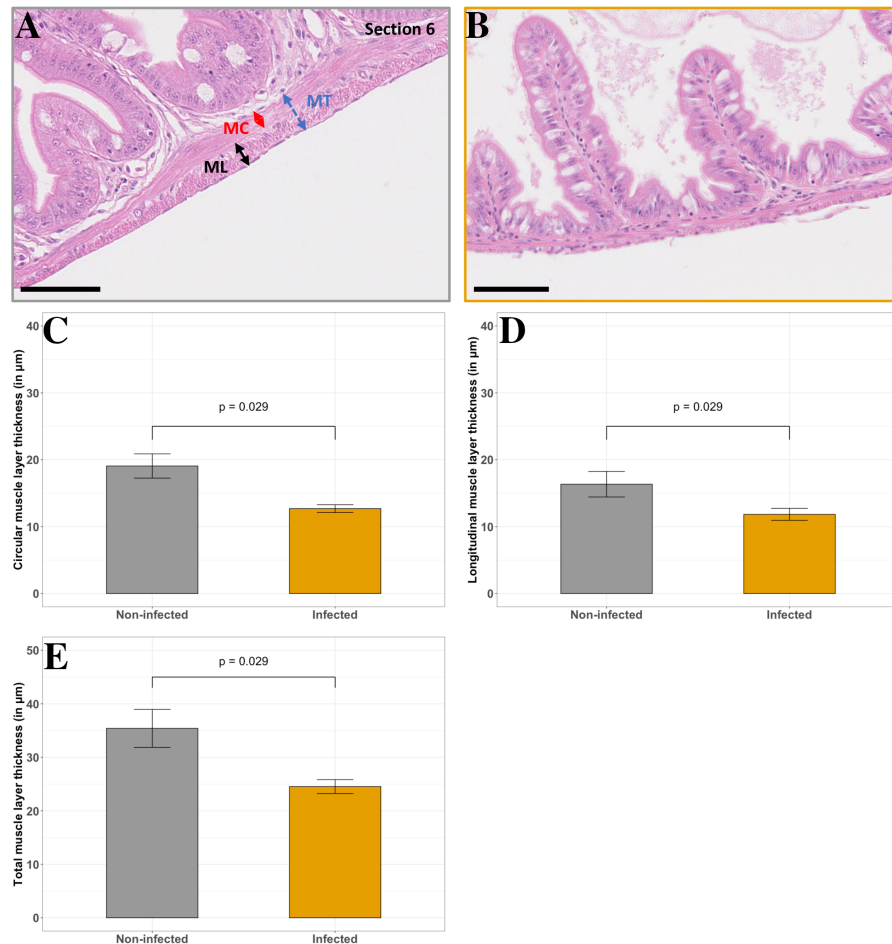 A
Section 6
MT
MC
ML
B
C
Circular muscle layer thickness (in µm)
40
30
20
10
0
p = 0.029
Non-infected
Infected
D
Longitudinal muscle layer thickness (in µm)
40
30
20
10
0
p = 0.029
Non-infected
Infected
E
Total muscle layer thickness (in µm)
50
40
30
20
10
0
p = 0.029
Non-infected
Infected